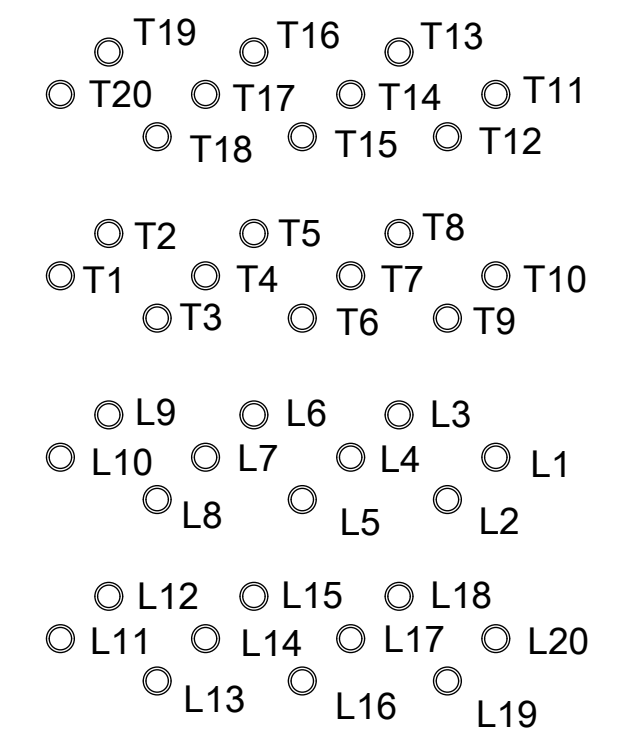 T19 T16 T13
T20 T17 T14 T11
T18 T15 T12
T2 T5 T8
T1 T4 T7 T10
T3 T6 T9
L9 L6 L3
L10 L7 L4 L1
L8 L5 L2
L12 L15 L18
L11 L14 L17 L20
L13 L16 L19